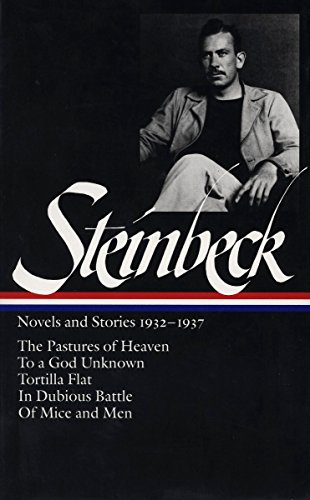 Steinbeck
Novels and Stories 1932–1937
The Pastures of Heaven
To a God Unknown
Tortilla Flat
In Dubious Battle
Of Mice and Men